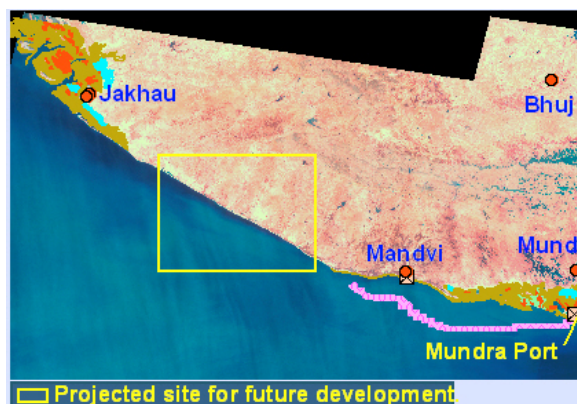 Jakhau
Bhuj
Mandvi
Mund
Mundra Port
Projected site for future development